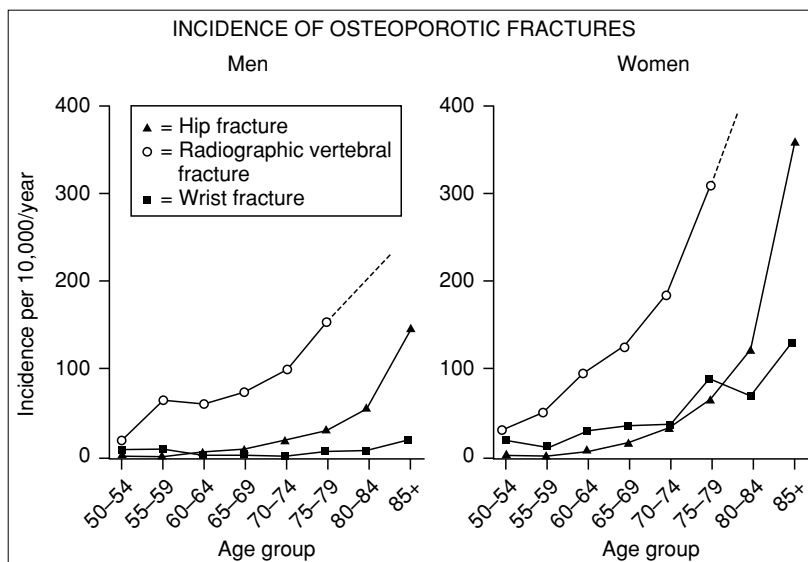 INCIDENCE OF OSTEOPOROTIC FRACTURES
Men
Women
400
300
200
100
0
Incidence per 10,000/year
= Hip fracture
= Radiographic vertebral
fracture
= Wrist fracture
50–54
55–59
60–64
65–69
70–74
75–79
80–84
85+
Age group
400
300
200
100
0
50–54
55–59
60–64
65–69
70–74
75–79
80–84
85+
Age group